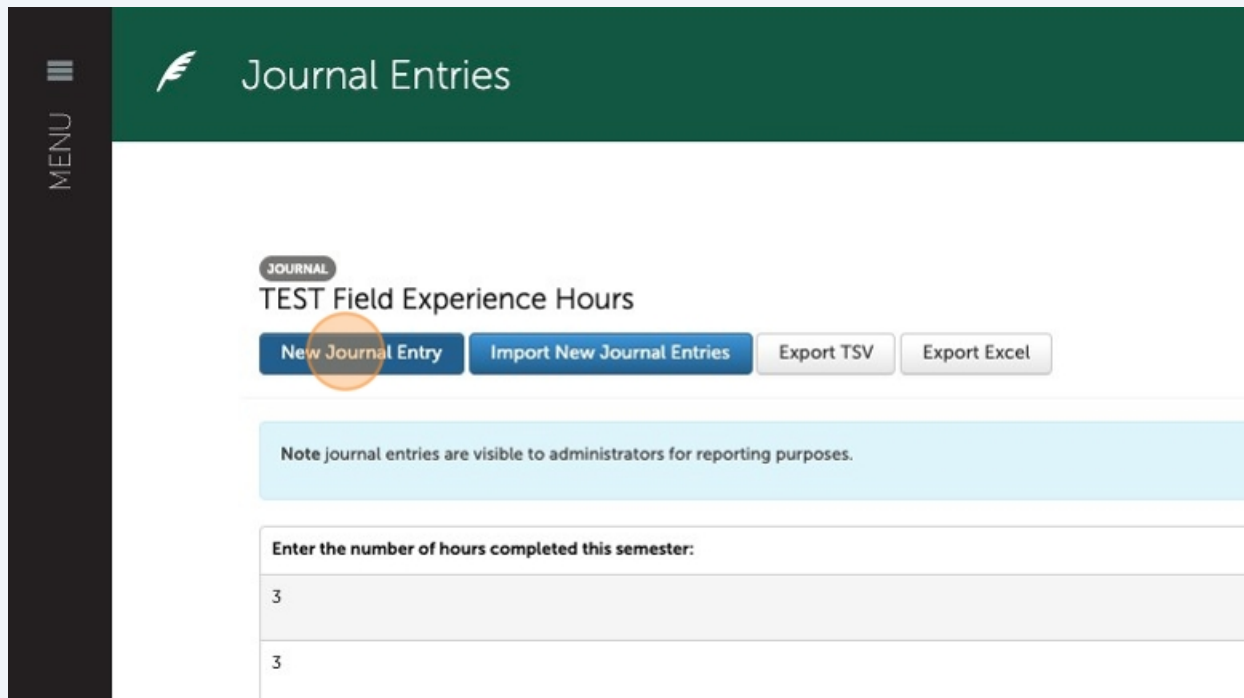 MENU
Journal Entries
JOURNAL
TEST Field Experience Hours
New Journal Entry Import New Journal Entries Export TSV Export Excel
Note journal entries are visible to administrators for reporting purposes.
Enter the number of hours completed this semester:
3
3